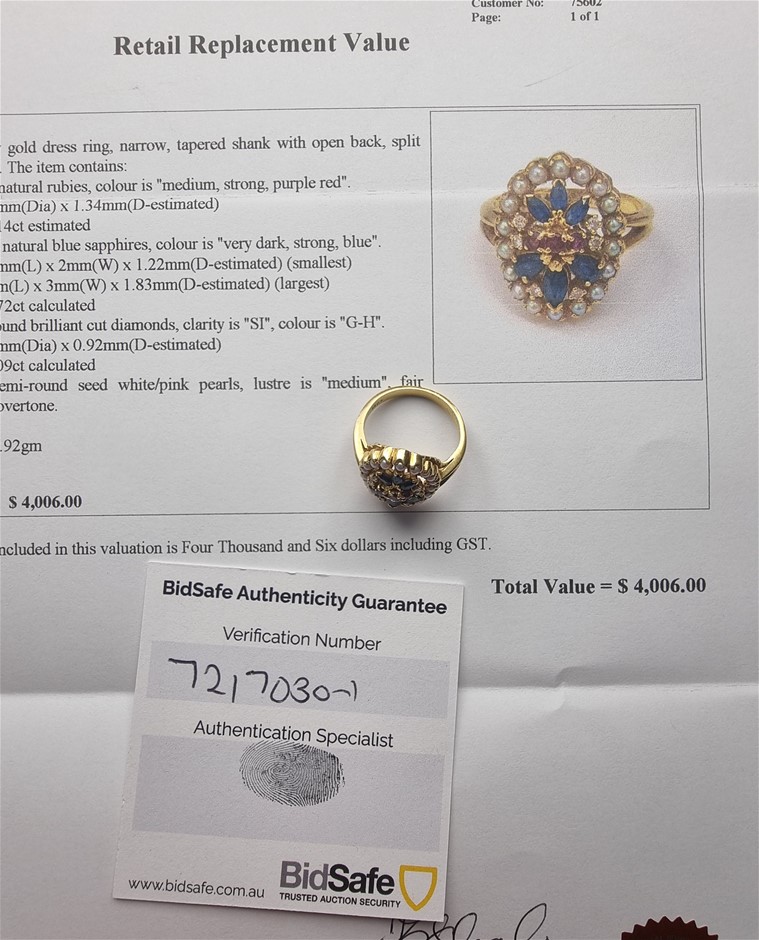 Customer No: 75602
Page: 1 of 1
Retail Replacement Value
gold dress ring, narrow, tapered shank with open back, split
. The item contains:
natural rubies, colour is "medium, strong, purple red".
mm(Dia) x 1.34mm(D-estimated)
4ct estimated
natural blue sapphires, colour is "very dark, strong, blue".
mm(L) x 2mm(W) x 1.22mm(D-estimated) (smallest)
m(L) x 3mm(W) x 1.83mm(D-estimated) (largest)
72ct calculated
und brilliant cut diamonds, clarity is "SI", colour is "G-H".
mm(Dia) x 0.92mm(D-estimated)
09ct calculated
emi-round seed white/pink pearls, lustre is "medium", fair
overtone.
.92gm
$ 4,006.00
ncluded in this valuation is Four Thousand and Six dollars including GST.
Total Value = $ 4,006.00
BidSafe Authenticity Guarantee
Verification Number
7217030-1
Authentication Specialist
www.bidsafe.com.au
BidSafe
TRUSTED AUCTION SECURITY